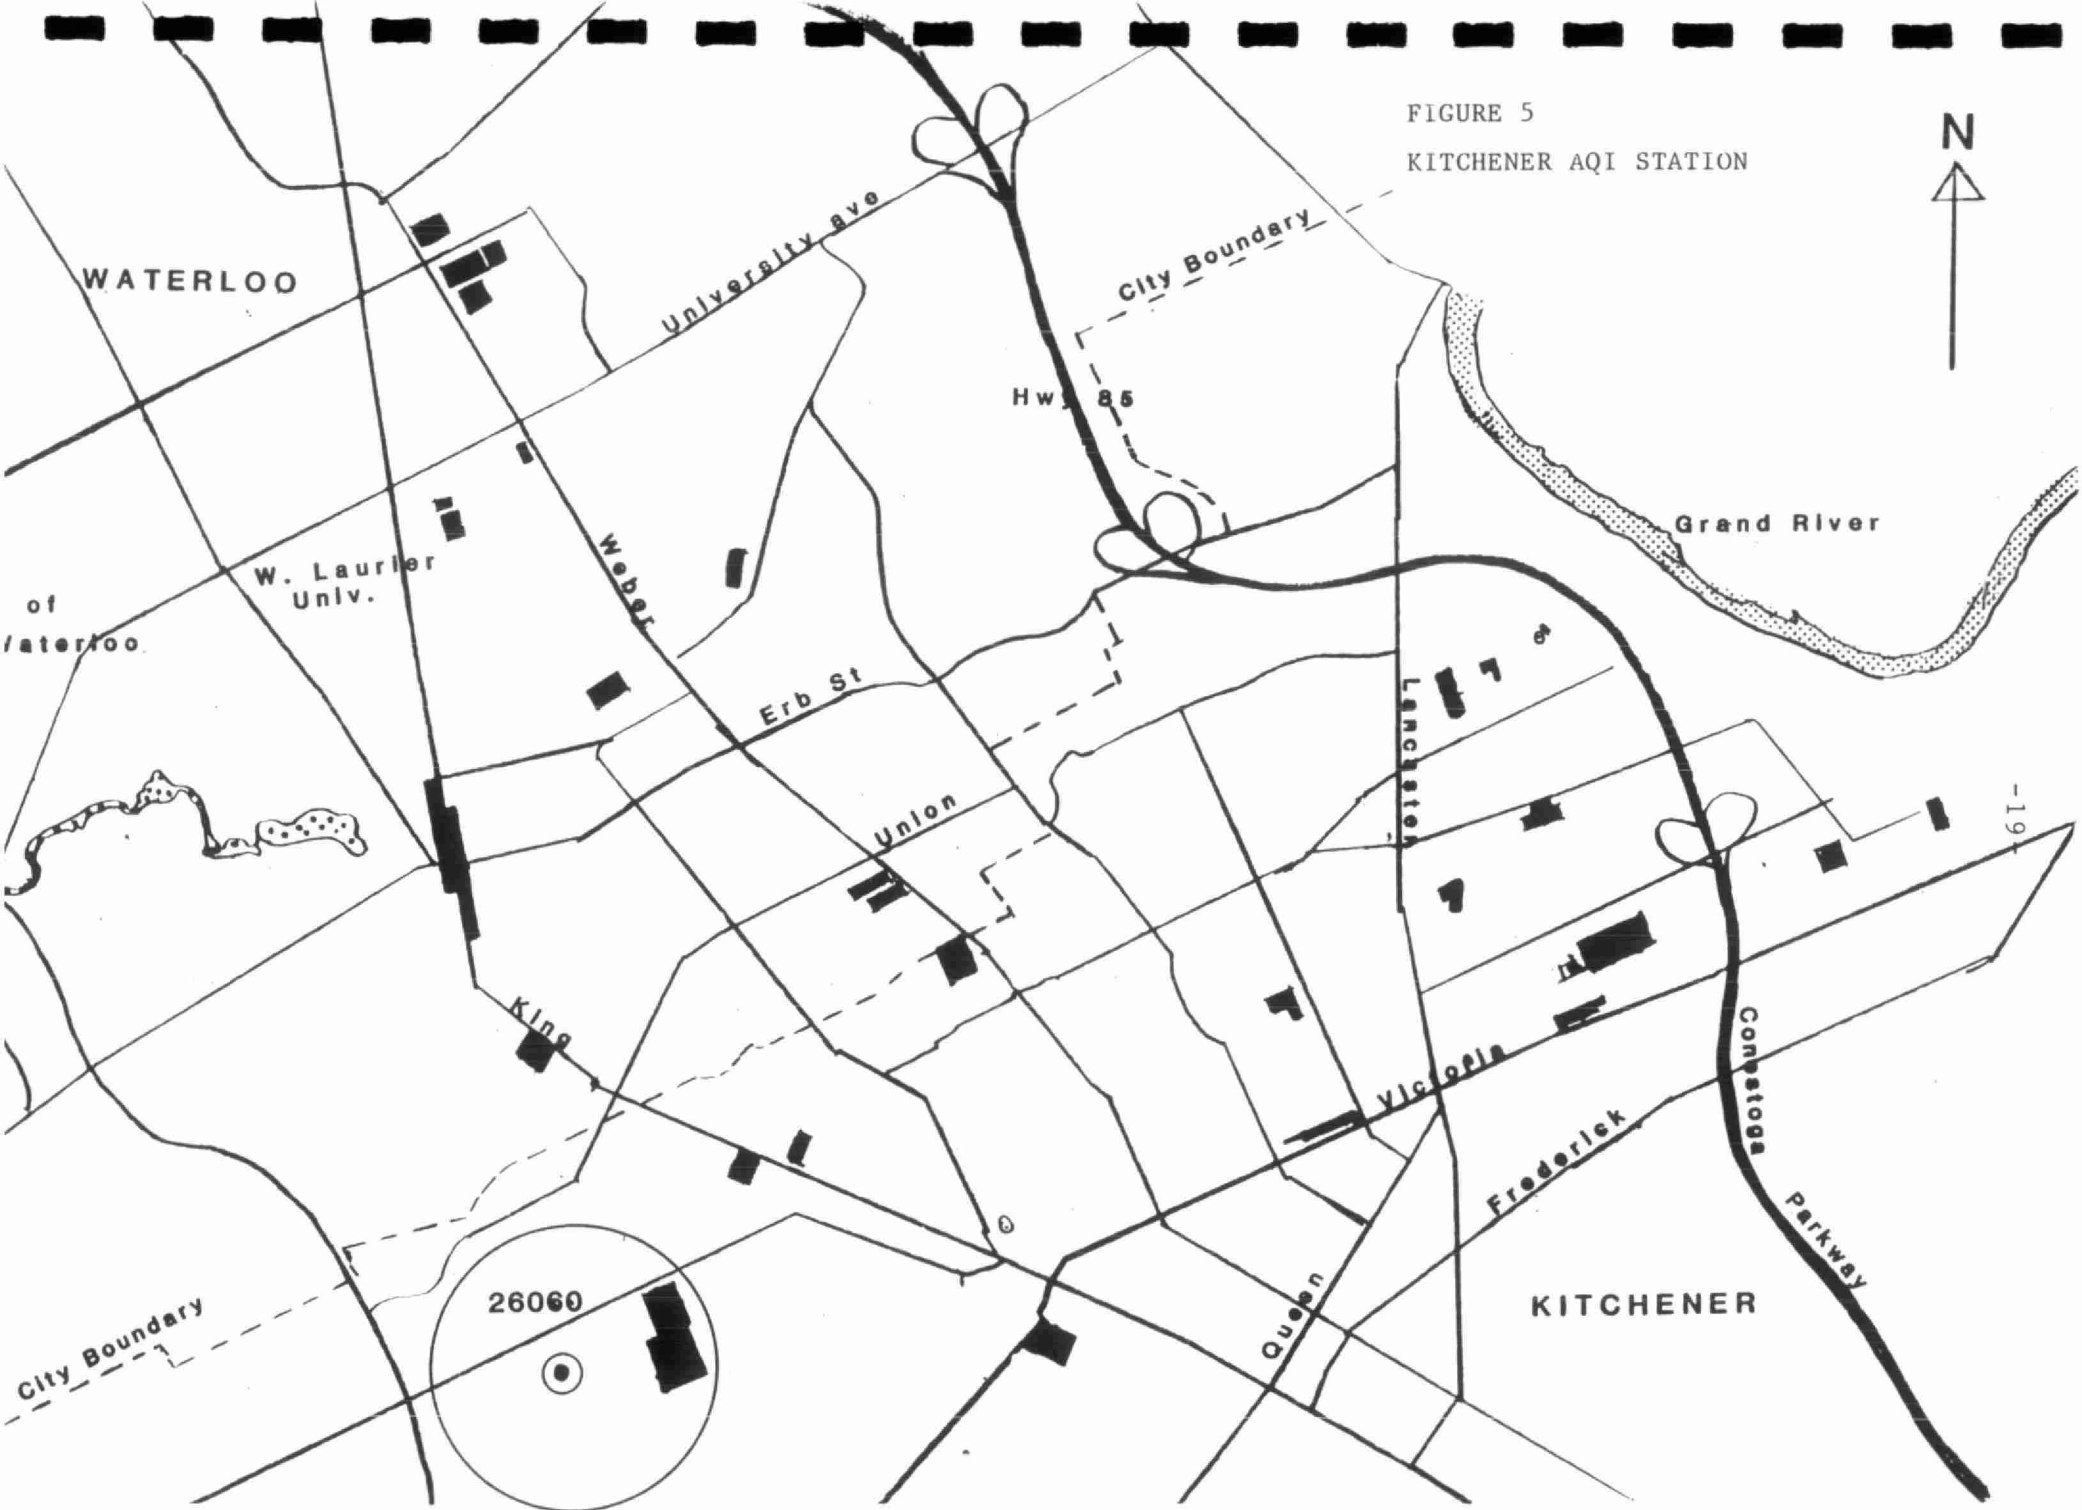 FIGURE 5
KITCHENER AQI STATION
N
WATERLOO
University ave
City Boundary
Hwy 85
Grand River
W. Laurier
Univ.
Weber
of
Waterloo
Erb St
Lancaster
Union
-19-
King
Victoria
Conestoga
Parkway
Frederick
Queen
26060
KITCHENER
City Boundary